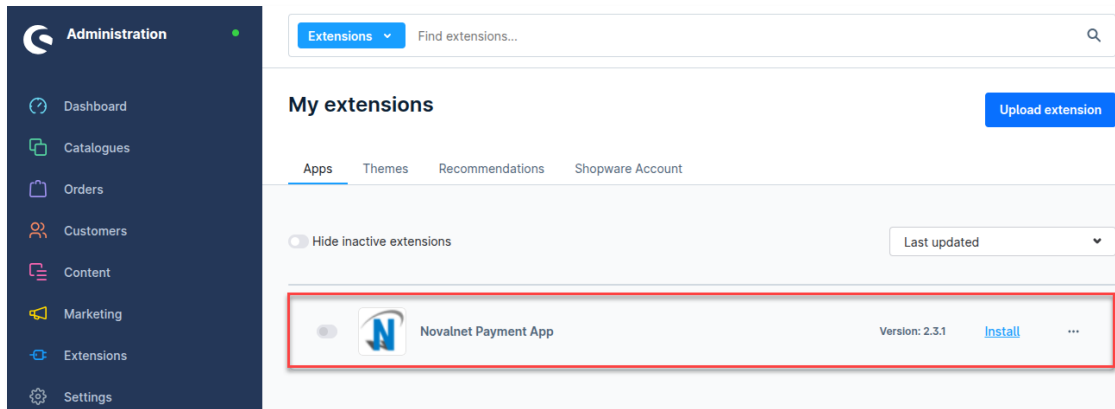 Administration
Dashboard
Catalogues
Orders
Customers
Content
Marketing
Extensions
Settings
Extensions
Find extensions...
My extensions
Upload extension
Apps
Themes
Recommendations
Shopware Account
Hide inactive extensions
Last updated
N
Novalnet Payment App
Version: 2.3.1
Install
...